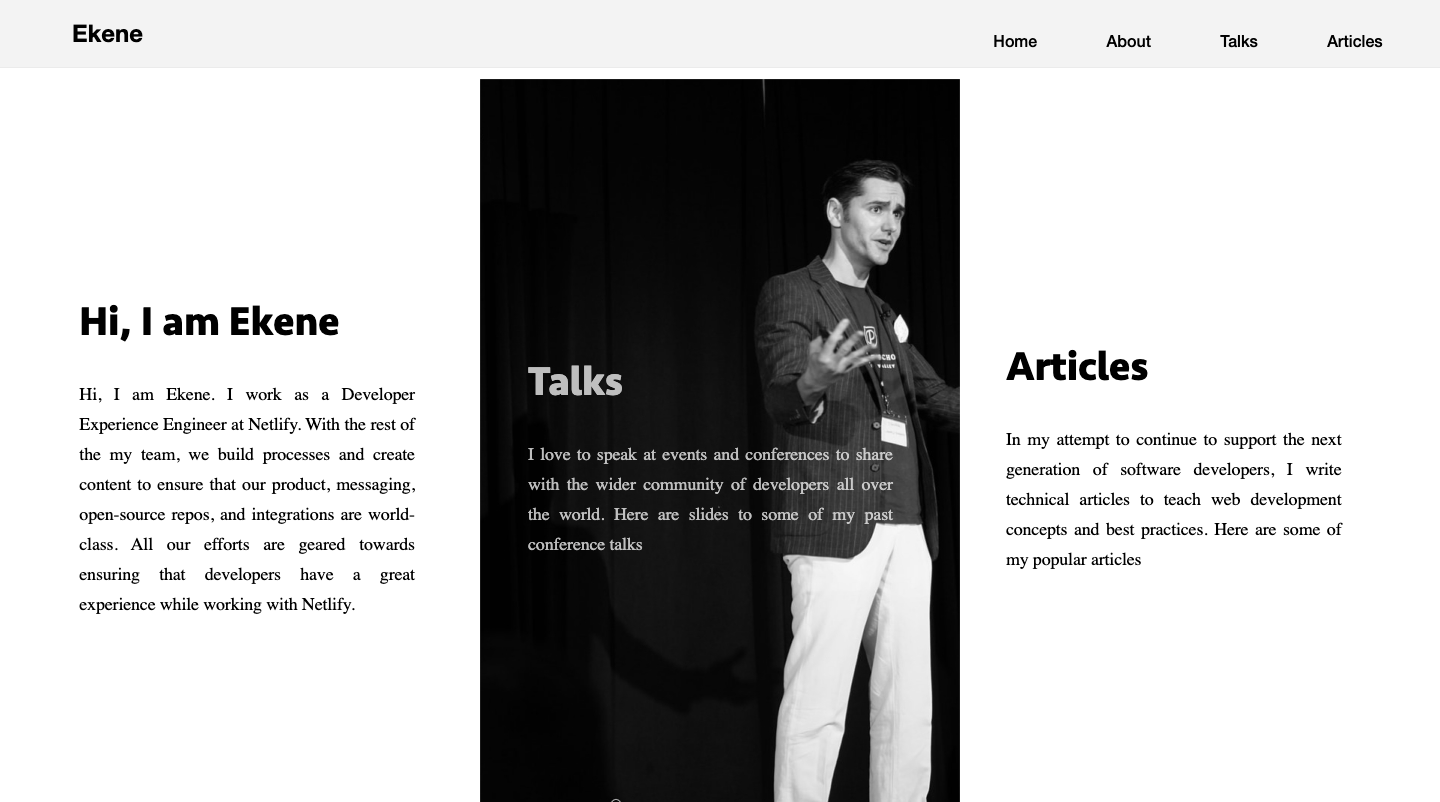 Ekene
Home About Talks Articles
Hi, I am Ekene
Hi, I am Ekene. I work as a Developer
Experience Engineer at Netlify. With the rest of
the my team, we build processes and create
content to ensure that our product, messaging,
open-source repos, and integrations are world-
class. All our efforts are geared towards
ensuring that developers have a great
experience while working with Netlify.
Talks
I love to speak at events and conferences to share
with the wider community of developers all over
the world. Here are slides to some of my past
conference talks
Articles
In my attempt to continue to support the next
generation of software developers, I write
technical articles to teach web development
concepts and best practices. Here are some of
my popular articles